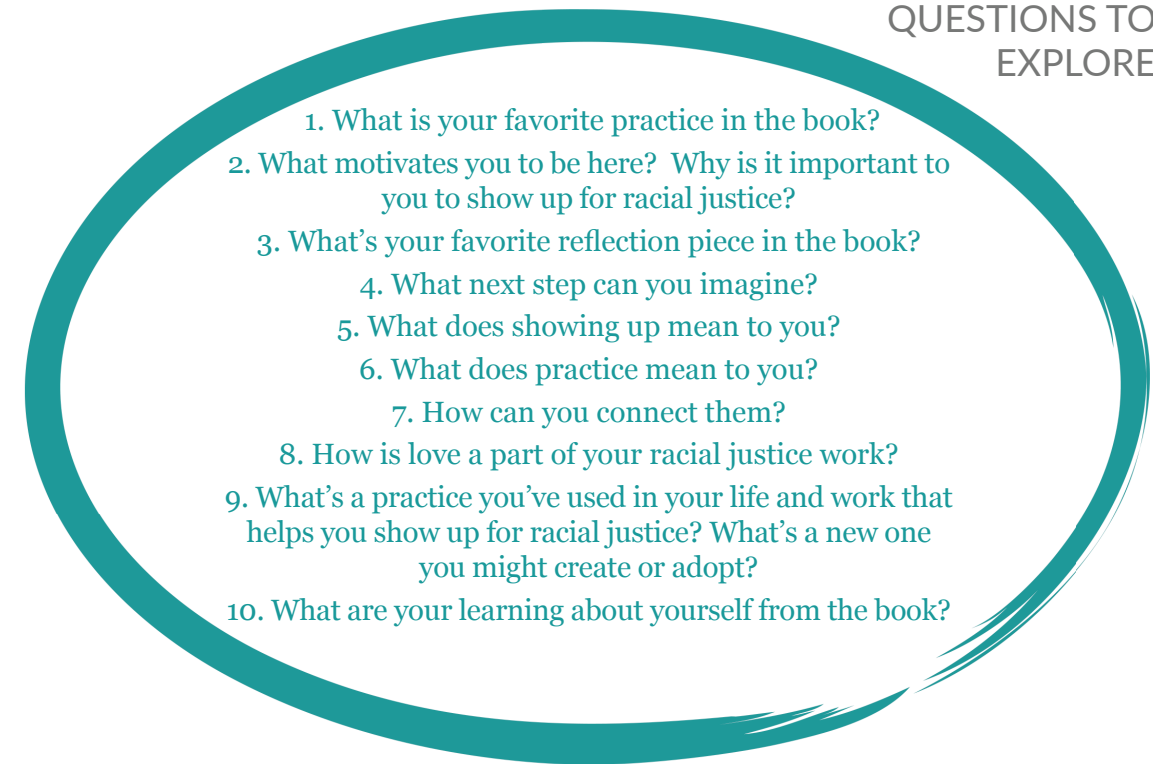 QUESTIONS TO
EXPLORE
1. What is your favorite practice in the book?
2. What motivates you to be here?  Why is it important to
you to show up for racial justice?
3. What’s your favorite reflection piece in the book?
4. What next step can you imagine?
5. What does showing up mean to you?
6. What does practice mean to you?
7. How can you connect them?
8. How is love a part of your racial justice work?
9. What’s a practice you’ve used in your life and work that
helps you show up for racial justice? What’s a new one
you might create or adopt?
10. What are your learning about yourself from the book?